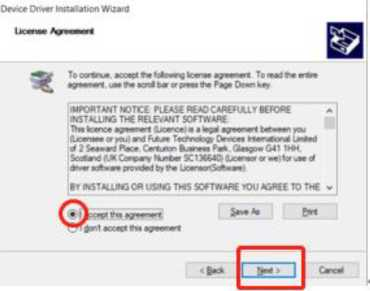 Device Driver Installation Wizard
License Agreement
To continue, accept the following license agreement. To read the entire
agreement, use the scroll bar or press the Page Down key.
IMPORTANT NOTICE: PLEASE READ CAREFULLY BEFORE
INSTALLING THE RELEVANT SOFTWARE:
This licence agreement (Licence) is a legal agreement between you
(Licensee or you) and Future Technology Devices International Limited
of 2 Seaward Place, Centurion Business Park, Glasgow G41 1HH,
Scotland (UK Company Number SC136640) (Licensor or we) for use of
driver software provided by the Licensor(Software).
BY INSTALLING OR USING THIS SOFTWARE YOU AGREE TO THE
accept this agreement
Save As
Print
I don't accept this agreement
< Back
Next >
Cancel